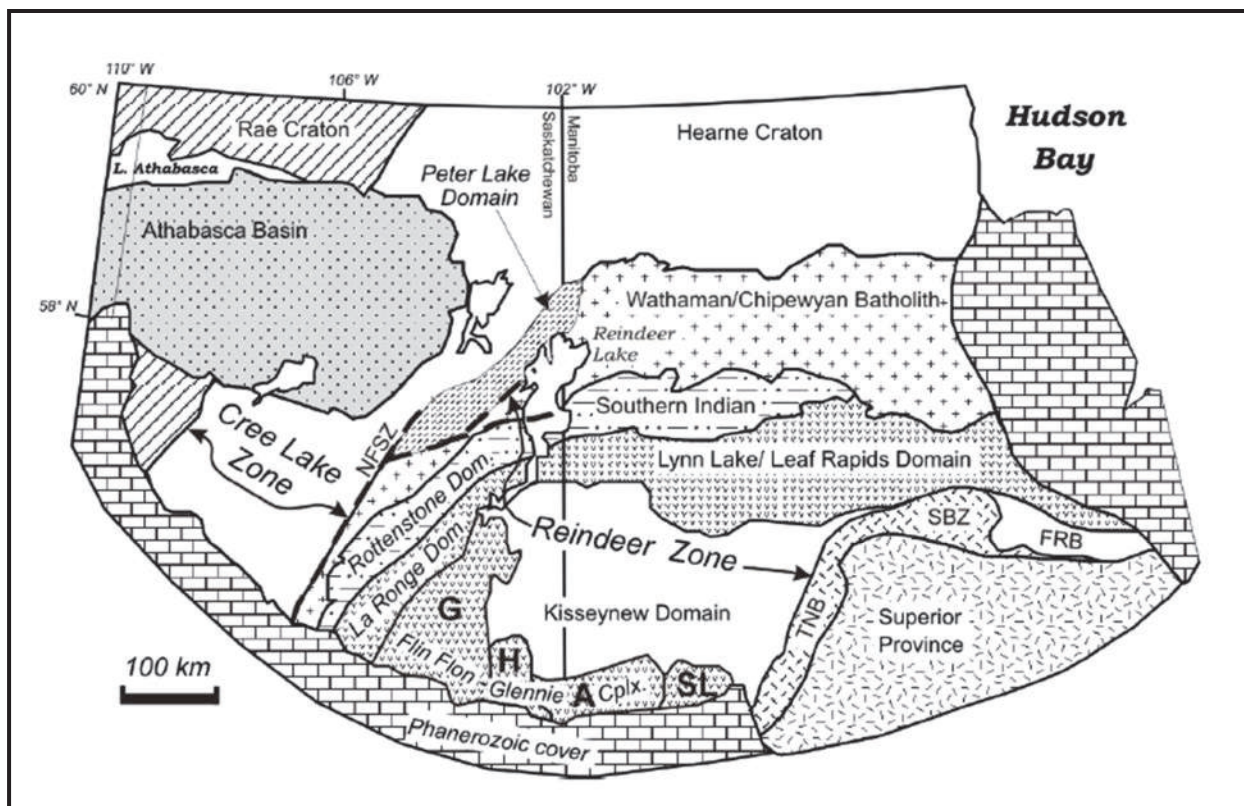 110° W
60° N
106° W
102° W
Rae Craton
Manitoba
Saskatchewan
Hearne Craton
Hudson
Bay
L. Athabasca
Peter Lake
Domain
Athabasca Basin
58° N
Wathaman/Chipewyan Batholith
Reindeer
Lake
Southern Indian
Cree Lake
Zone
NFSZ
Lynn Lake/ Leaf Rapids Domain
Rottenstone Dom.
La Ronge Dom.
Reindeer Zone
SBZ
FRB
G
Kisseynew Domain
TNB
Superior
Province
H
Flin Flon -Glennie Cplx.
A
SL
100 km
Phanerozoic cover